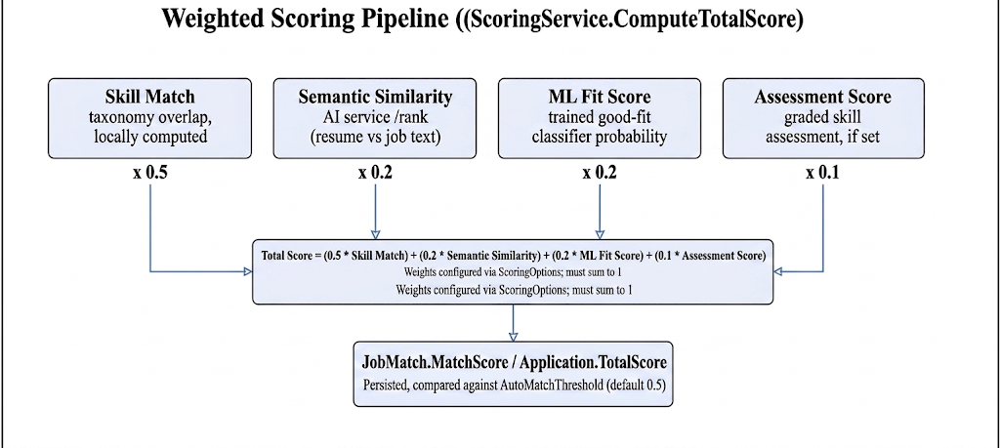 Weighted Scoring Pipeline ((ScoringService.ComputeTotalScore)
Skill Match
taxonomy overlap,
locally computed
x 0.5
Semantic Similarity
AI service /rank
(resume vs job text)
x 0.2
ML Fit Score
trained good-fit
classifier probability
x 0.2
Assessment Score
graded skill
assessment, if set
x 0.1
Total Score = (0.5 * Skill Match) + (0.2 * Semantic Similarity) + (0.2 * ML Fit Score) + (0.1 * Assessment Score)
Weights configured via ScoringOptions; must sum to 1
Weights configured via ScoringOptions; must sum to 1
JobMatch.MatchScore / Application.TotalScore
Persisted, compared against AutoMatchThreshold (default 0.5)